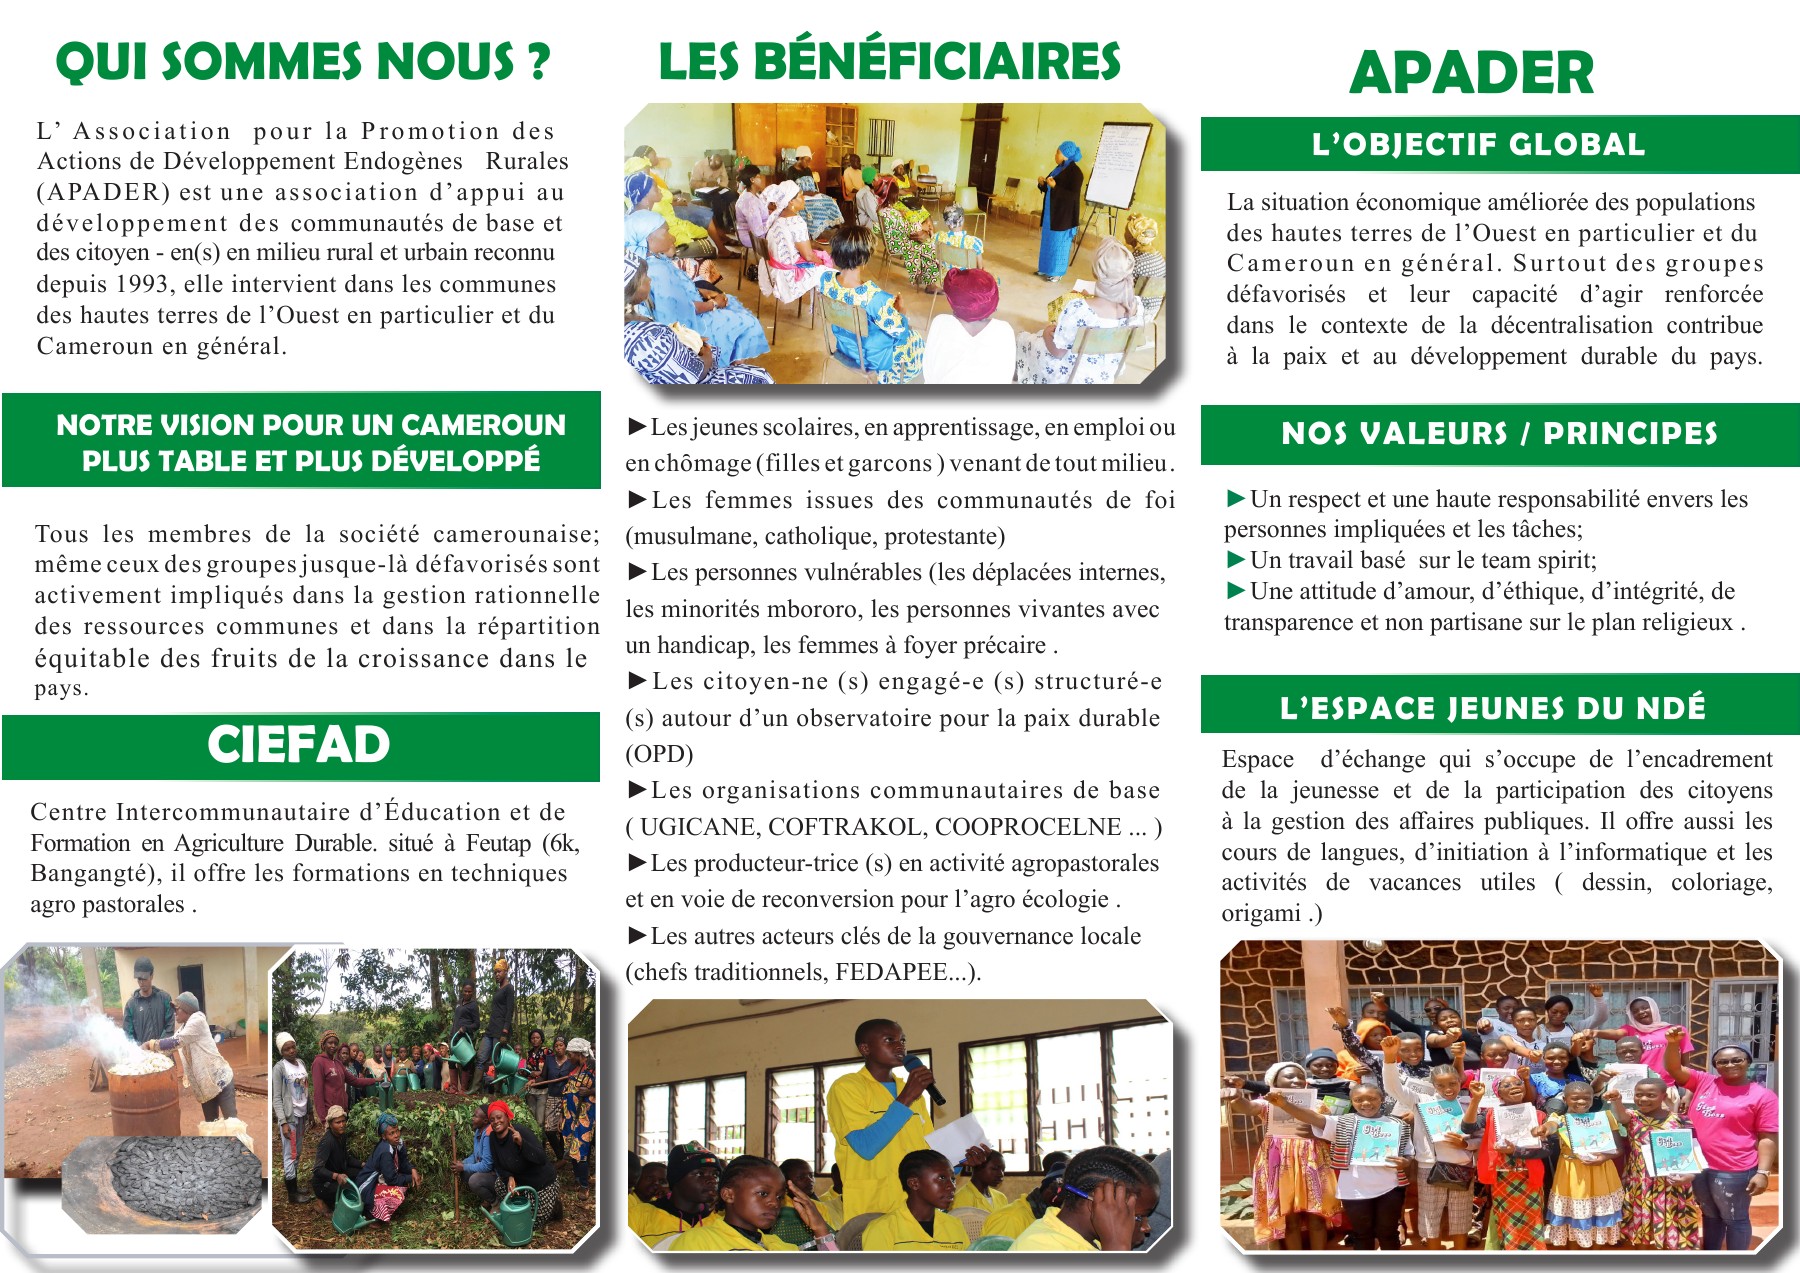 QUI SOMMES NOUS ?
L’ Association pour la Promotion des
Actions de Développement Endogènes Rurales
(APADER) est une association d’appui au
développement des communautés de base et
des citoyen - en(s) en milieu rural et urbain reconnu
depuis 1993, elle intervient dans les communes
des hautes terres de l’Ouest en particulier et du
Cameroun en général.
NOTRE VISION POUR UN CAMEROUN
PLUS TABLE ET PLUS DÉVELOPPÉ
Tous les membres de la société camerounaise;
même ceux des groupes jusque-là défavorisés sont
activement impliqués dans la gestion rationnelle
des ressources communes et dans la répartition
équitable des fruits de la croissance dans le
pays.
CIEFAD
Centre Intercommunautaire d’Éducation et de
Formation en Agriculture Durable. situé à Feutap (6k,
Bangangté), il offre les formations en techniques
agro pastorales .
LES BÉNÉFICIAIRES
►Les jeunes scolaires, en apprentissage, en emploi ou
en chômage (filles et garcons ) venant de tout milieu.
►Les femmes issues des communautés de foi
(musulmane, catholique, protestante)
►Les personnes vulnérables (les déplacées internes,
les minorités mbororo, les personnes vivantes avec
un handicap, les femmes à foyer précaire .
►Les citoyen-ne (s) engagé-e (s) structuré-e
(s) autour d’un observatoire pour la paix durable
(OPD)
►Les organisations communautaires de base
( UGICANE, COFTRAKOL, COOPROCELNE ... )
►Les producteur-trice (s) en activité agropastorales
et en voie de reconversion pour l’agro écologie .
►Les autres acteurs clés de la gouvernance locale
(chefs traditionnels, FEDAPEE...).
APADER
L’OBJECTIF GLOBAL
La situation économique améliorée des populations
des hautes terres de l’Ouest en particulier et du
Cameroun en général. Surtout des groupes
défavorisés et leur capacité d’agir renforcée
dans le contexte de la décentralisation contribue
à la paix et au développement durable du pays.
NOS VALEURS / PRINCIPES
►Un respect et une haute responsabilité envers les
personnes impliquées et les tâches;
►Un travail basé sur le team spirit;
►Une attitude d’amour, d’éthique, d’intégrité, de
transparence et non partisane sur le plan religieux .
L’ESPACE JEUNES DU NDÉ
Espace d’échange qui s’occupe de l’encadrement
de la jeunesse et de la participation des citoyens
à la gestion des affaires publiques. Il offre aussi les
cours de langues, d’initiation à l’informatique et les
activités de vacances utiles ( dessin, coloriage,
origami .)